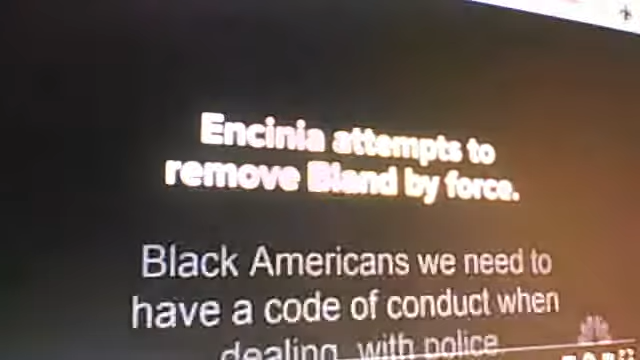 Encinia attempts to
remove Bland by force.
Black Americans we need to
have a code of conduct when
dealing with police